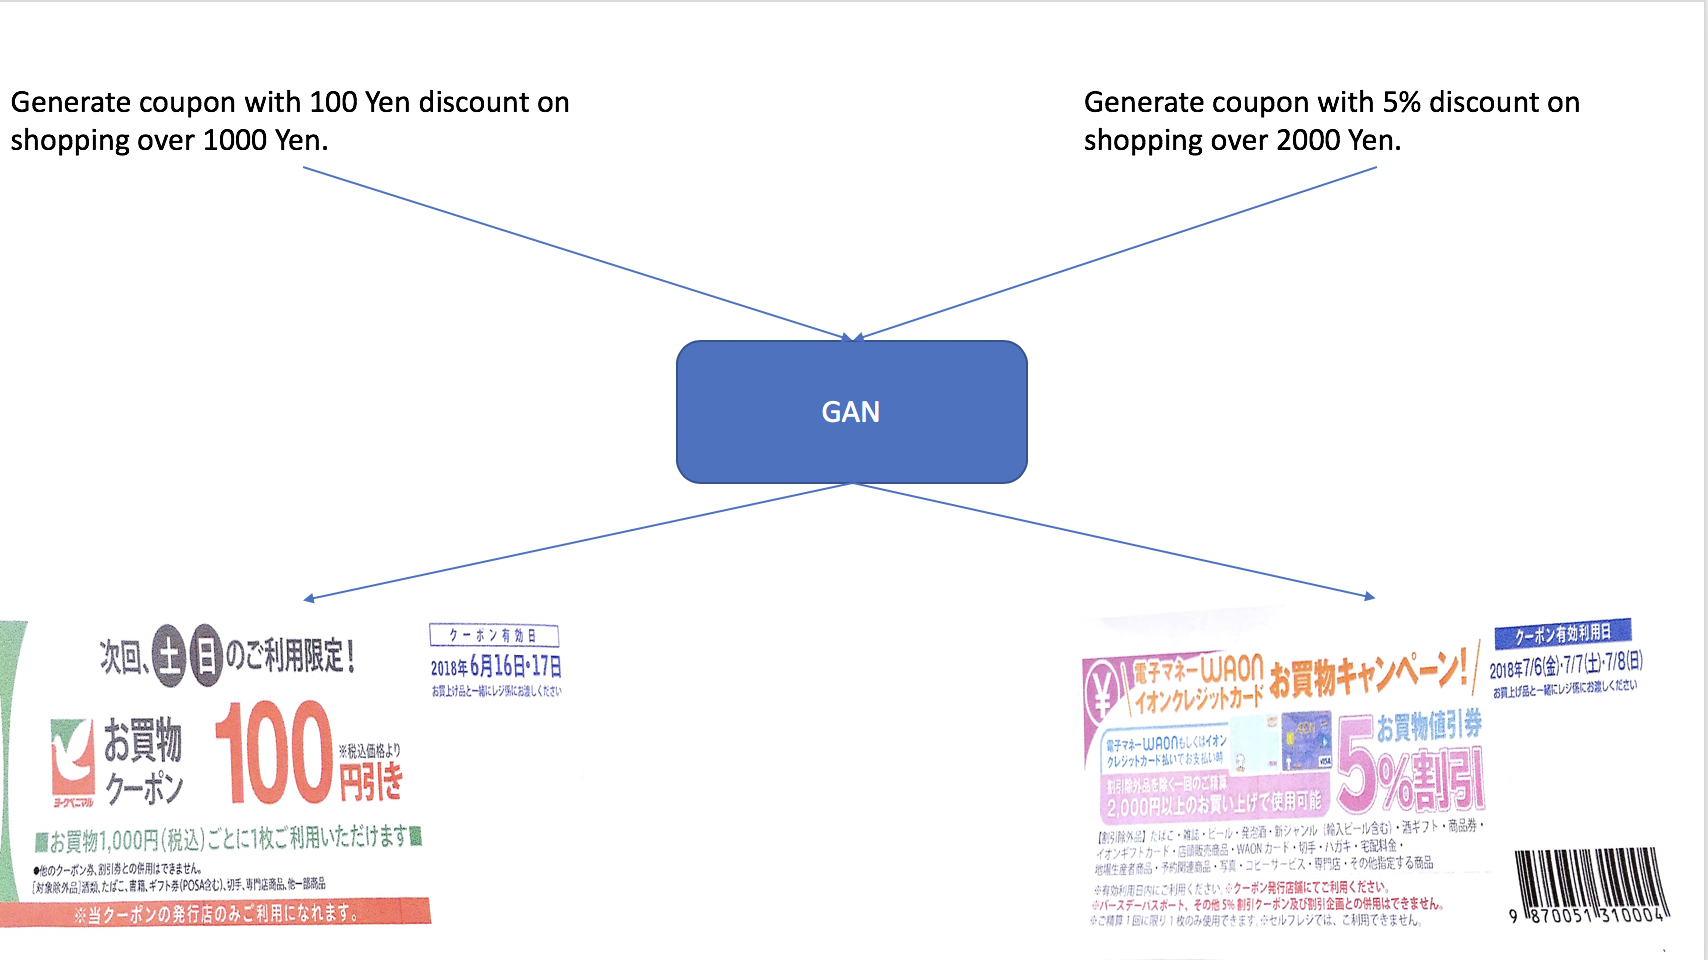 Generate coupon with 100 Yen discount on
shopping over 1000 Yen.
Generate coupon with 5% discount on
shopping over 2000 Yen.
GAN
次回、土日のご利用限定!
クーポン有効日
2018年6月16日・17日
お買上げ品と一緒にレジ係にお渡しください
お買物
クーポン
100
※税込価格より
円引き
ヨークベニマル
■お買物1,000円(税込)ごとに1枚ご利用いただけます■
●他のクーポン券、割引券との併用はできません。
[対象除外品]酒類、たばこ、書籍、ギフト券(POSA含む)、切手、専門店商品、他一部商品
※当クーポンの発行店のみご利用になれます。
¥
電子マネーWAON
イオンクレジットカード
お買物キャンペーン!
クーポン有効利用日
2018年7/6(金)・7/7(土)・7/8(日)
お買上げ品と一緒にレジ係にお渡しください
電子マネーWAONもしくはイオン
クレジットカード払いでお支払い時
割引除外品を除く一回のご精算
2,000円以上のお買い上げで使用可能
お買物値引券
5%割引
【割引除外品】たばこ・雑誌・ビール・発泡酒・新ジャンル(輸入ビール含む)・酒ギフト・商品券・
イオンギフトカード・店頭販売商品・WAONカード・切手・ハガキ・宅配料金・
地場生産者商品・予約関連商品・写真・コピーサービス・専門店・その他指定する商品
※有効利用日内にご利用ください。※クーポン発行店舗にてご利用ください。
※バースデーパスポート、その他5%割引クーポン及び割引企画との併用はできません。
※ご精算1回に限り1枚のみ使用できます。※セルフレジでは、ご利用できません。
9 870051 310004